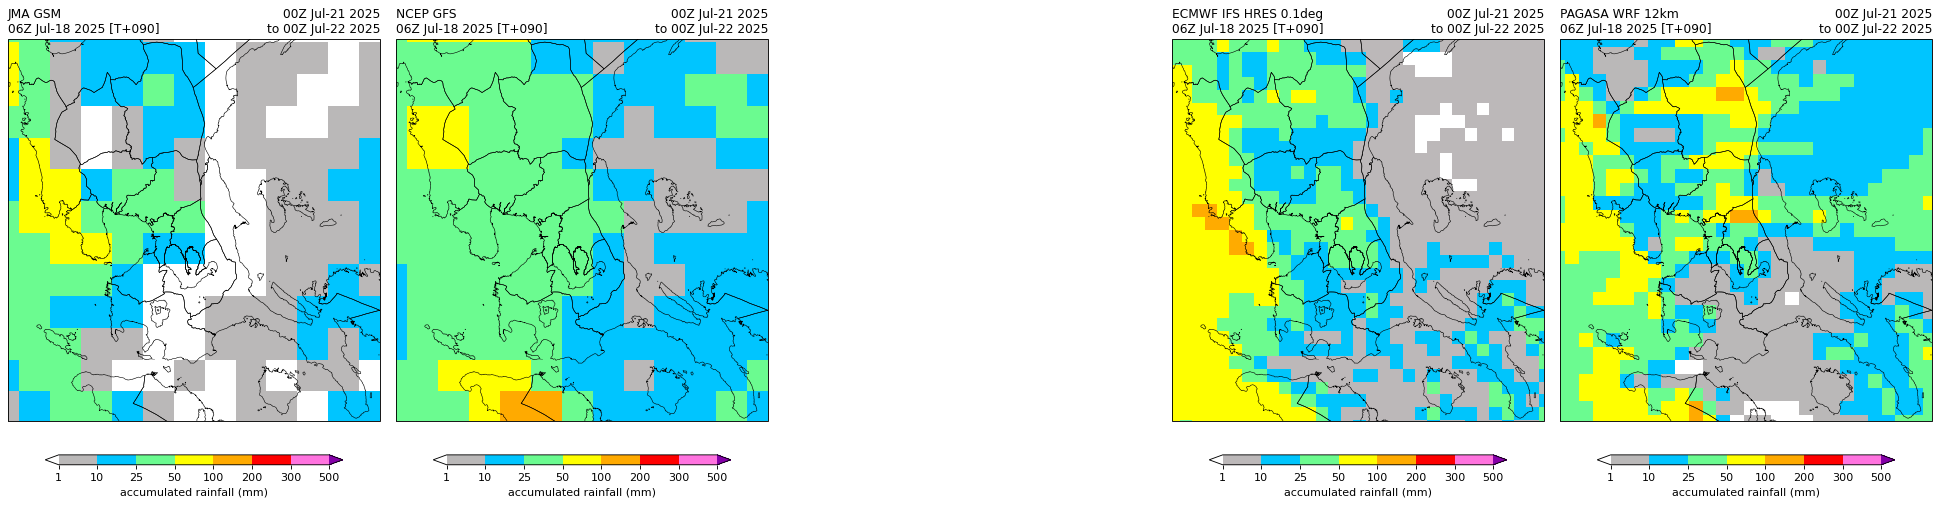 JMA GSM 00Z Jul-21 2025
06Z Jul-18 2025 [T+090] to 00Z Jul-22 2025
1 10 25 50 100 200 300 500
accumulated rainfall (mm)
NCEP GFS 00Z Jul-21 2025
06Z Jul-18 2025 [T+090] to 00Z Jul-22 2025
1 10 25 50 100 200 300 500
accumulated rainfall (mm)
ECMWF IFS HRES 0.1deg 00Z Jul-21 2025
06Z Jul-18 2025 [T+090] to 00Z Jul-22 2025
1 10 25 50 100 200 300 500
accumulated rainfall (mm)
PAGASA WRF 12km 00Z Jul-21 2025
06Z Jul-18 2025 [T+090] to 00Z Jul-22 2025
1 10 25 50 100 200 300 500
accumulated rainfall (mm)